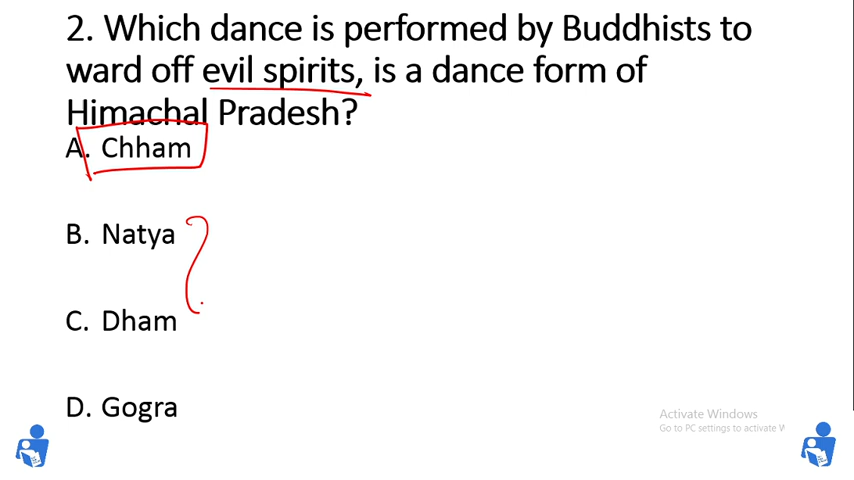 2. Which dance is performed by Buddhists to
ward off evil spirits, is a dance form of
Himachal Pradesh?
A. Chham
B. Natya
C. Dham
D. Gogra
Activate Windows
Go to PC settings to activate W